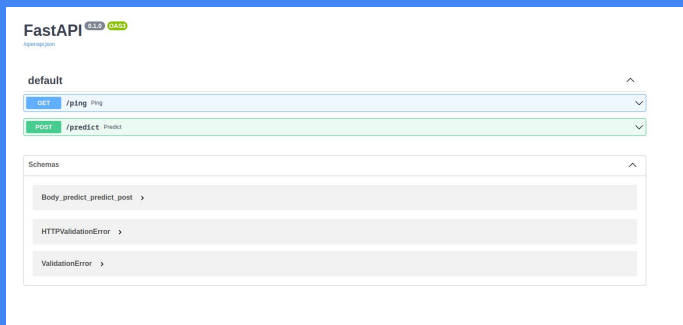 FastAPI 0.1.0 OAS3
/openapi.json
default
GET /ping Ping
POST /predict Predict
Schemas
Body_predict_predict_post
HTTPValidationError
ValidationError